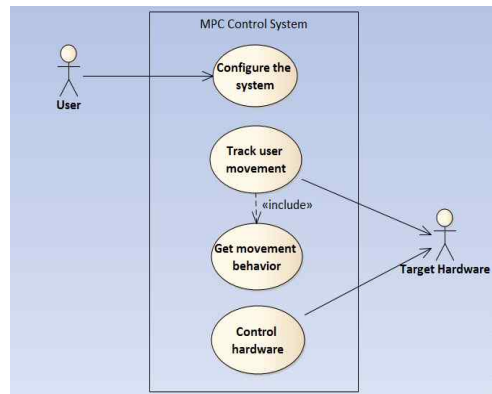 MPC Control System
Configure the
system
User
Track user
movement
«include»
Get movement
behavior
Target Hardware
Control
hardware